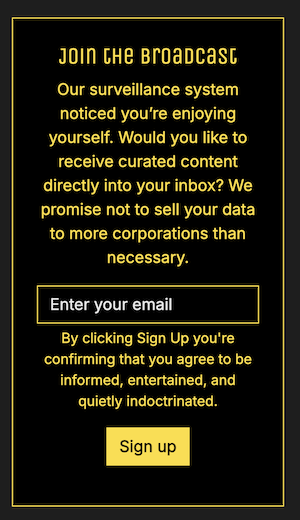 Join the Broadcast
Our surveillance system
noticed you’re enjoying
yourself. Would you like to
receive curated content
directly into your inbox? We
promise not to sell your data
to more corporations than
necessary.
Enter your email
By clicking Sign Up you're
confirming that you agree to be
informed, entertained, and
quietly indoctrinated.
Sign up